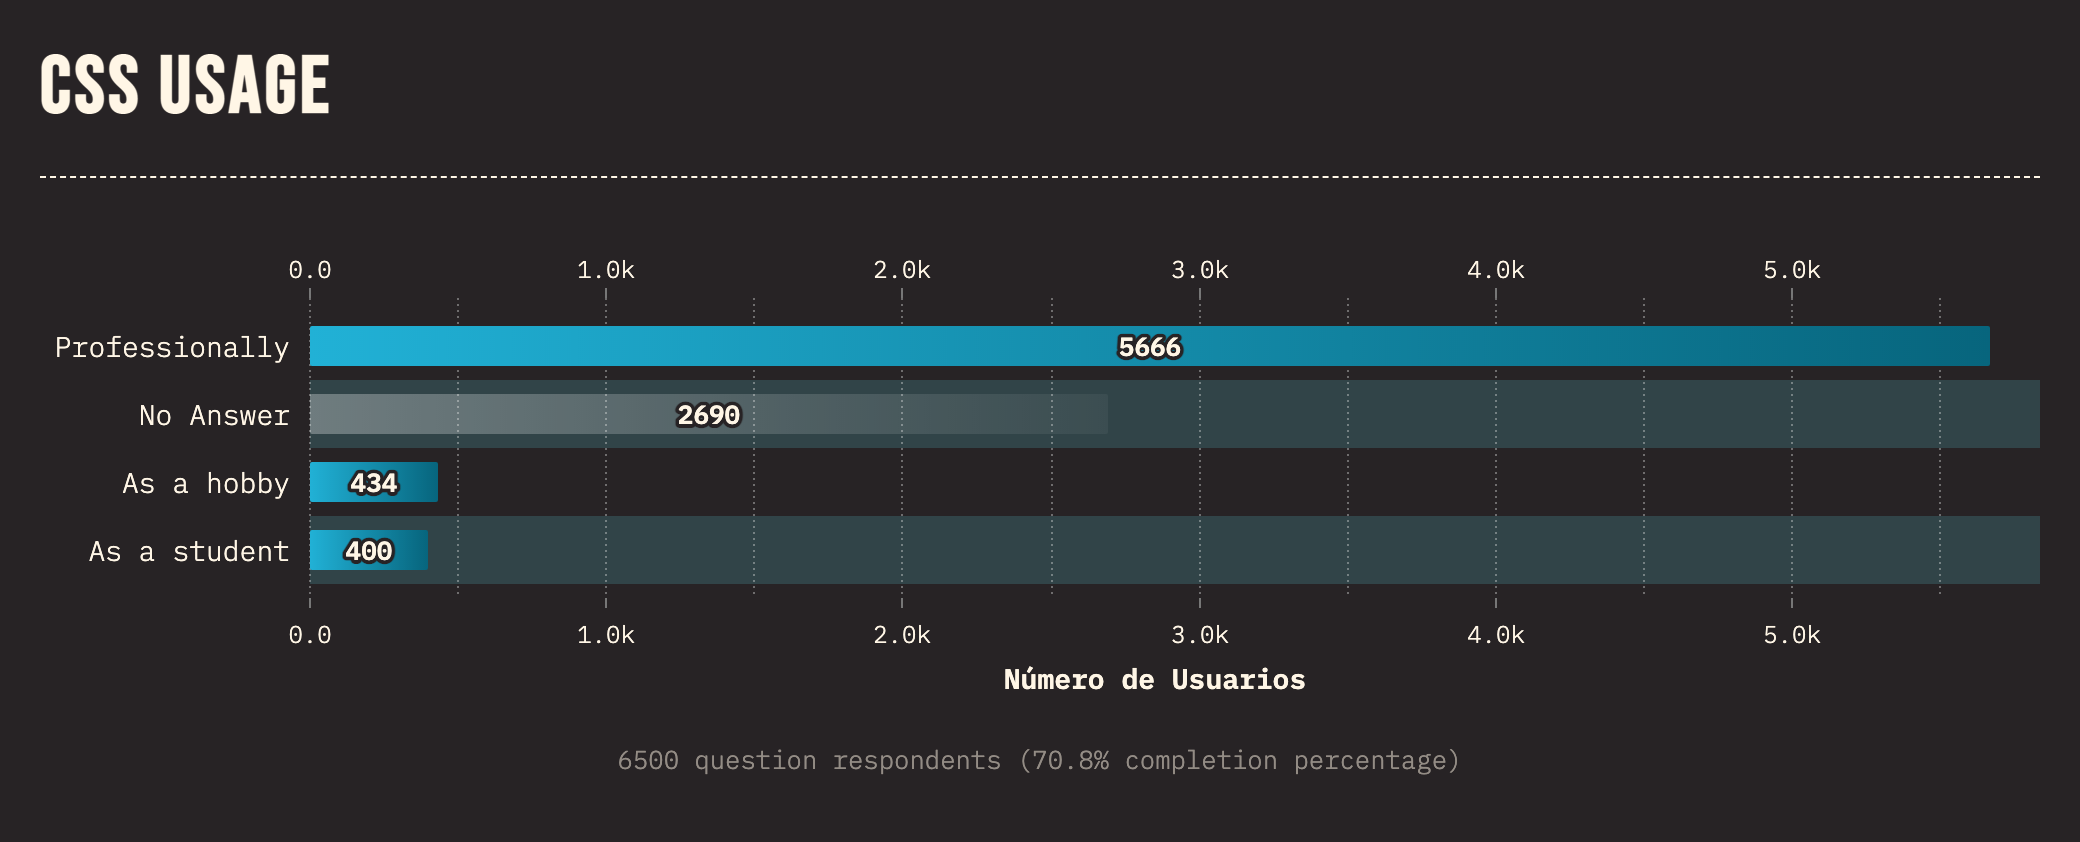 CSS USAGE
0.0 1.0k 2.0k 3.0k 4.0k 5.0k
Professionally 5666
No Answer 2690
As a hobby 434
As a student 400
0.0 1.0k 2.0k 3.0k 4.0k 5.0k
Número de Usuarios
6500 question respondents (70.8% completion percentage)